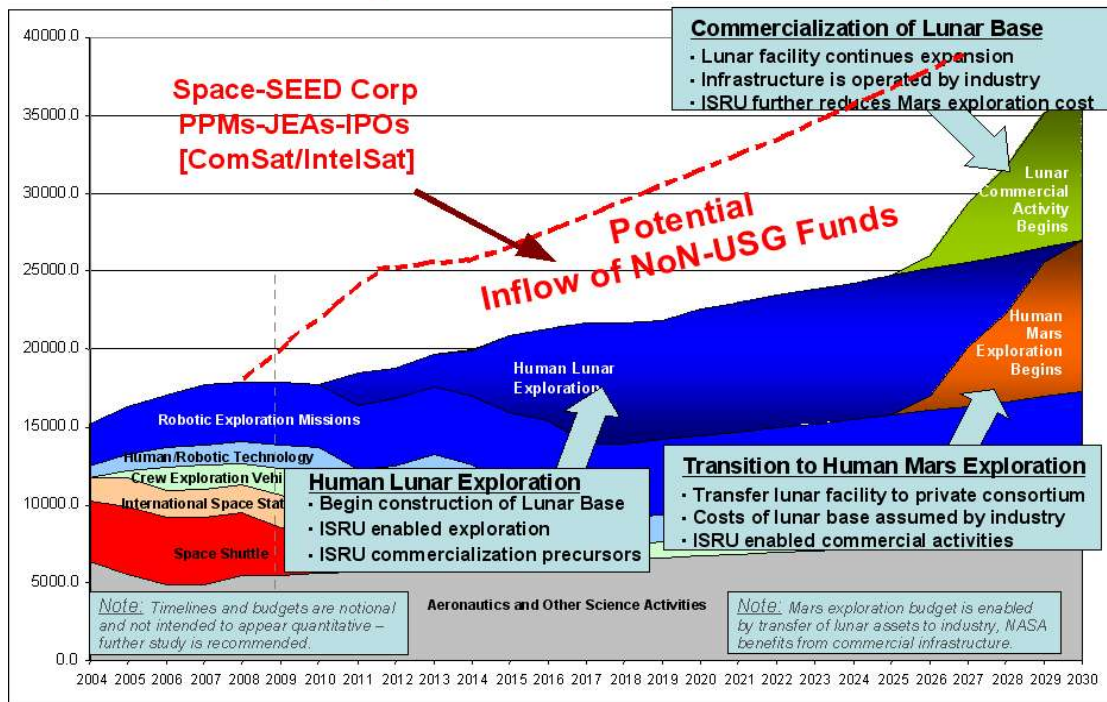 Commercialization of Lunar Base
· Lunar facility continues expansion
· Infrastructure is operated by industry
· ISRU further reduces Mars exploration cost
40000.0
35000.0
30000.0
25000.0
20000.0
15000.0
10000.0
5000.0
0.0
Space-SEED Corp
PPMs-JEAs-IPOs
[ComSat/IntelSat]
Potential
Inflow of NoN-USG Funds
Lunar
Commercial
Activity
Begins
Human
Mars
Exploration
Begins
Human Lunar
Exploration
Robotic Exploration Missions
Human/Robotic Technology
Crew Exploration Vehi
International Space Stat
Space Shuttle
Human Lunar Exploration
· Begin construction of Lunar Base
· ISRU enabled exploration
· ISRU commercialization precursors
Transition to Human Mars Exploration
· Transfer lunar facility to private consortium
· Costs of lunar base assumed by industry
· ISRU enabled commercial activities
Aeronautics and Other Science Activities
Note: Timelines and budgets are notional
and not intended to appear quantitative –
further study is recommended.
Note: Mars exploration budget is enabled
by transfer of lunar assets to industry, NASA
benefits from commercial infrastructure.
2004 2005 2006 2007 2008 2009 2010 2011 2012 2013 2014 2015 2016 2017 2018 2019 2020 2021 2022 2023 2024 2025 2026 2027 2028 2029 2030